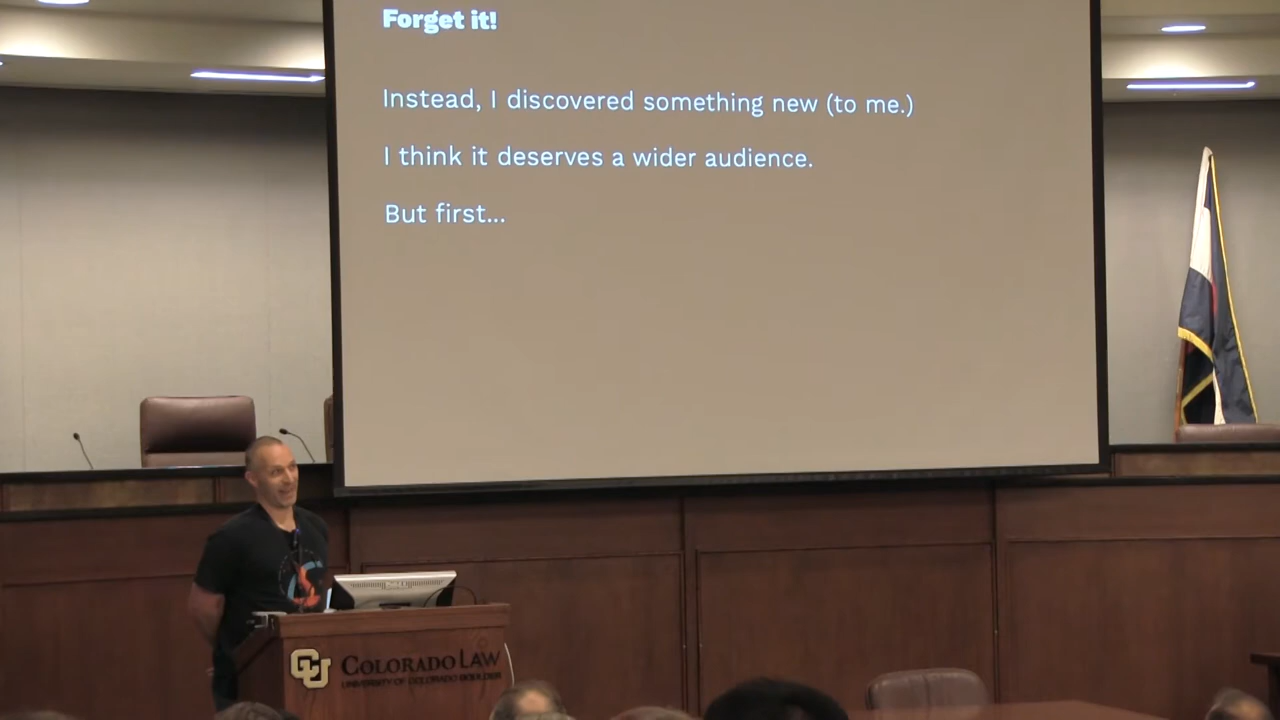 Forget it!
Instead, I discovered something new (to me.)
I think it deserves a wider audience.
But first...
CU
COLORADO LAW
UNIVERSITY OF COLORADO BOULDER